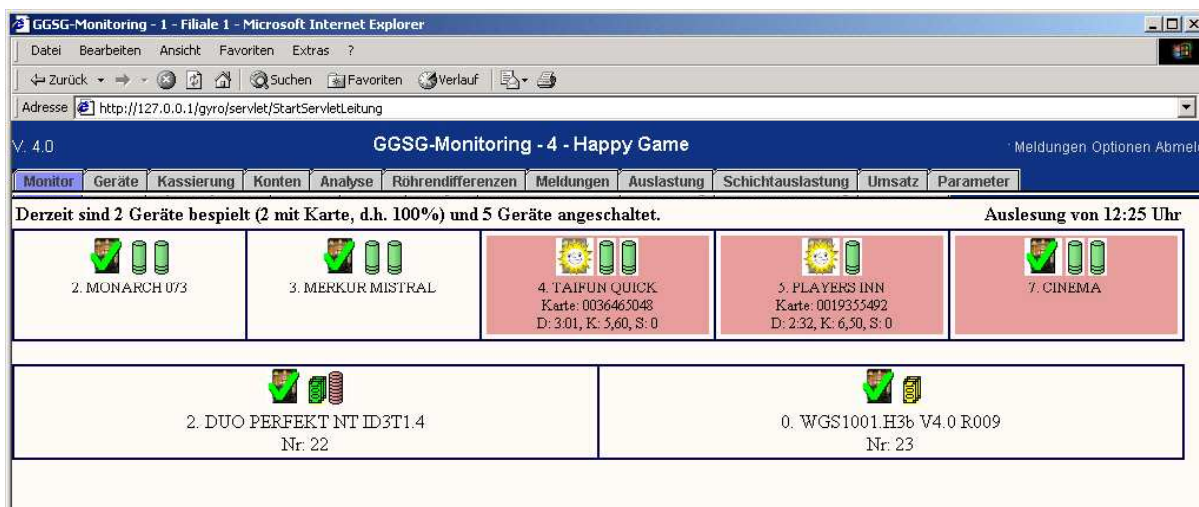 GGSG-Monitoring - 1 - Filiale 1 - Microsoft Internet Explorer
Datei Bearbeiten Ansicht Favoriten Extras ?
Zurück Suchen Favoriten Verlauf
Adresse http://127.0.0.1/gyro/servlet/StartServletLeitung
V. 4.0 GGSG-Monitoring - 4 - Happy Game Meldungen Optionen Abmel
Monitor Geräte Kassierung Konten Analyse Röhrendifferenzen Meldungen Auslastung Schichtauslastung Umsatz Parameter
Derzeit sind 2 Geräte bespielt (2 mit Karte, d.h. 100%) und 5 Geräte angeschaltet. Auslesung von 12:25 Uhr
2. MONARCH 073 3. MERKUR MISTRAL 4. TAIFUN QUICK 5. PLAYERS INN 7. CINEMA
Karte: 0036465048 Karte: 0019355492
D: 3:01, K: 5,60, S: 0 D: 2:32, K: 6,50, S: 0
2. DUO PERFEKT NT ID3T1.4 0. WGS1001.H3b V4.0 R009
Nr: 22 Nr: 23